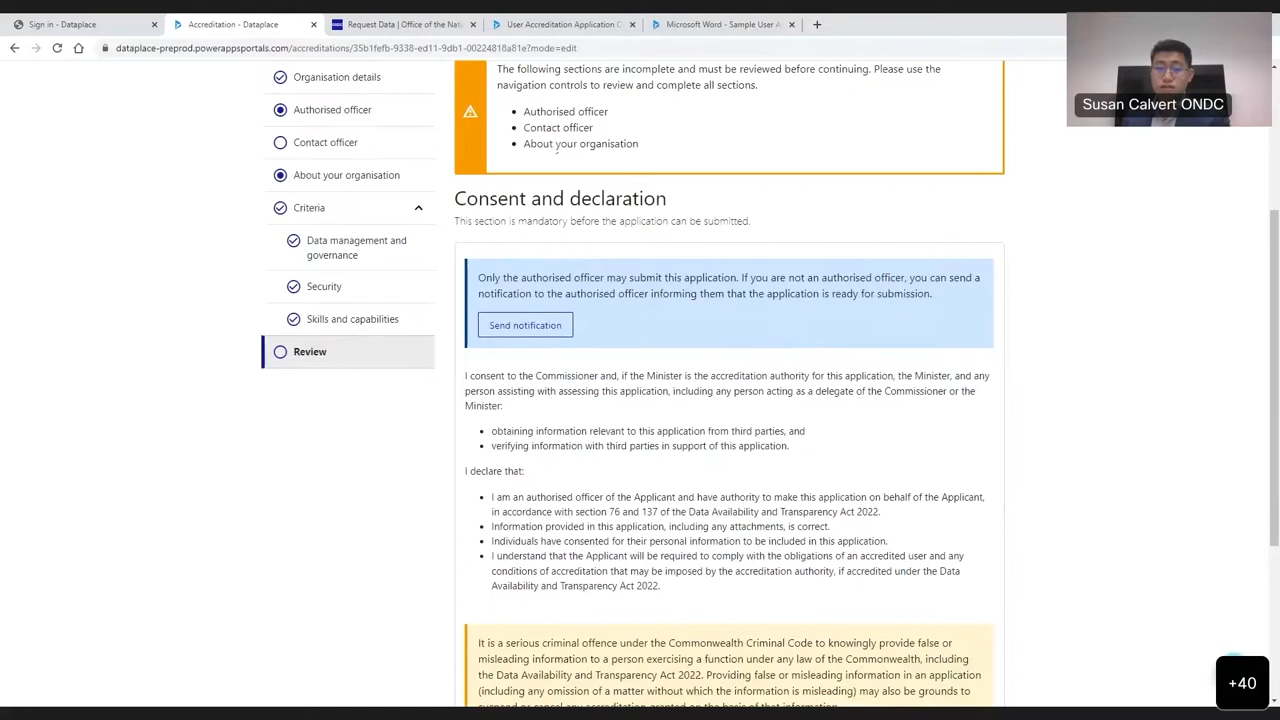 Sign in - Dataplace
Accreditation - Dataplace
Request Data | Office of the Nati
User Accreditation Application C
Microsoft Word - Sample User A
dataplace-preprod.powerappsportals.com/accreditations/35b1fefb-9338-ed11-9db1-00224818a81e?mode=edit
Susan Calvert ONDC
Organisation details
Authorised officer
Contact officer
About your organisation
Criteria
Data management and
governance
Security
Skills and capabilities
Review
The following sections are incomplete and must be reviewed before continuing. Please use the
navigation controls to review and complete all sections.
• Authorised officer
• Contact officer
• About your organisation
Consent and declaration
This section is mandatory before the application can be submitted.
Only the authorised officer may submit this application. If you are not an authorised officer, you can send a
notification to the authorised officer informing them that the application is ready for submission.
Send notification
I consent to the Commissioner and, if the Minister is the accreditation authority for this application, the Minister, and any
person assisting with assessing this application, including any person acting as a delegate of the Commissioner or the
Minister:
• obtaining information relevant to this application from third parties, and
• verifying information with third parties in support of this application.
I declare that:
• I am an authorised officer of the Applicant and have authority to make this application on behalf of the Applicant,
in accordance with section 76 and 137 of the Data Availability and Transparency Act 2022.
• Information provided in this application, including any attachments, is correct.
• Individuals have consented for their personal information to be included in this application.
• I understand that the Applicant will be required to comply with the obligations of an accredited user and any
conditions of accreditation that may be imposed by the accreditation authority, if accredited under the Data
Availability and Transparency Act 2022.
It is a serious criminal offence under the Commonwealth Criminal Code to knowingly provide false or
misleading information to a person exercising a function under any law of the Commonwealth, including
the Data Availability and Transparency Act 2022. Providing false or misleading information in an application
(including any omission of a matter without which the information is misleading) may also be grounds to
suspend or cancel any accreditation granted on the basis of that information.
+40